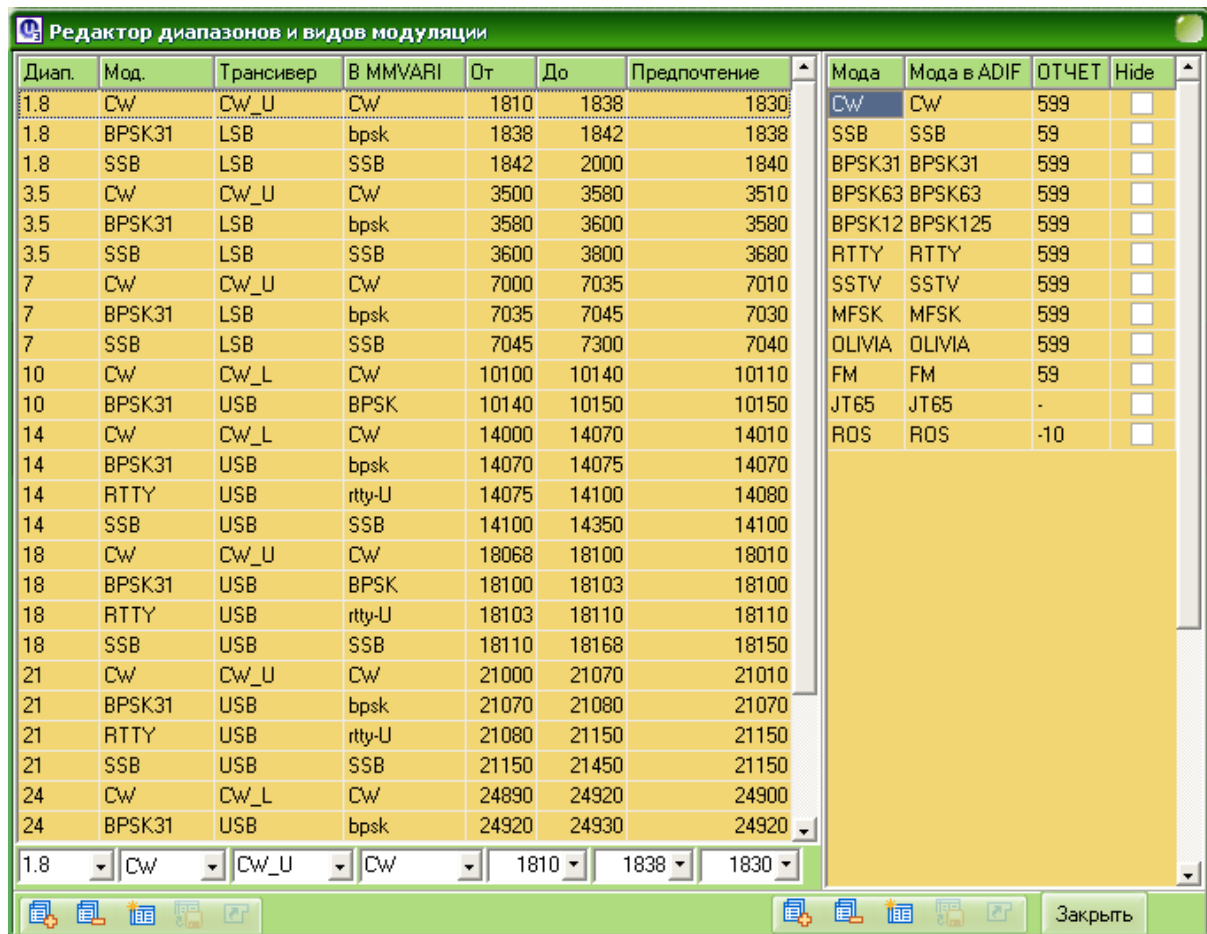 Редактор диапазонов и видов модуляции
Диап. Мод. Трансивер В MMVARI От До Предпочтение
1.8 CW CW_U CW 1810 1838 1830
1.8 BPSK31 LSB bpsk 1838 1842 1838
1.8 SSB LSB SSB 1842 2000 1840
3.5 CW CW_U CW 3500 3580 3510
3.5 BPSK31 LSB bpsk 3580 3600 3580
3.5 SSB LSB SSB 3600 3800 3680
7 CW CW_U CW 7000 7035 7010
7 BPSK31 LSB bpsk 7035 7045 7030
7 SSB LSB SSB 7045 7300 7040
10 CW CW_L CW 10100 10140 10110
10 BPSK31 USB BPSK 10140 10150 10150
14 CW CW_L CW 14000 14070 14010
14 BPSK31 USB bpsk 14070 14075 14070
14 RTTY USB rtty-U 14075 14100 14080
14 SSB USB SSB 14100 14350 14100
18 CW CW_U CW 18068 18100 18010
18 BPSK31 USB BPSK 18100 18103 18100
18 RTTY USB rtty-U 18103 18110 18110
18 SSB USB SSB 18110 18168 18150
21 CW CW_U CW 21000 21070 21010
21 BPSK31 USB bpsk 21070 21080 21070
21 RTTY USB rtty-U 21080 21150 21150
21 SSB USB SSB 21150 21450 21150
24 CW CW_L CW 24890 24920 24900
24 BPSK31 USB bpsk 24920 24930 24920
1.8 CW CW_U CW 1810 1838 1830
Мода Мода в ADIF ОТЧЕТ Hide
CW CW 599
SSB SSB 59
BPSK31 BPSK31 599
BPSK63 BPSK63 599
BPSK12 BPSK125 599
RTTY RTTY 599
SSTV SSTV 599
MFSK MFSK 599
OLIVIA OLIVIA 599
FM FM 59
JT65 JT65 -
ROS ROS -10
Закрыть